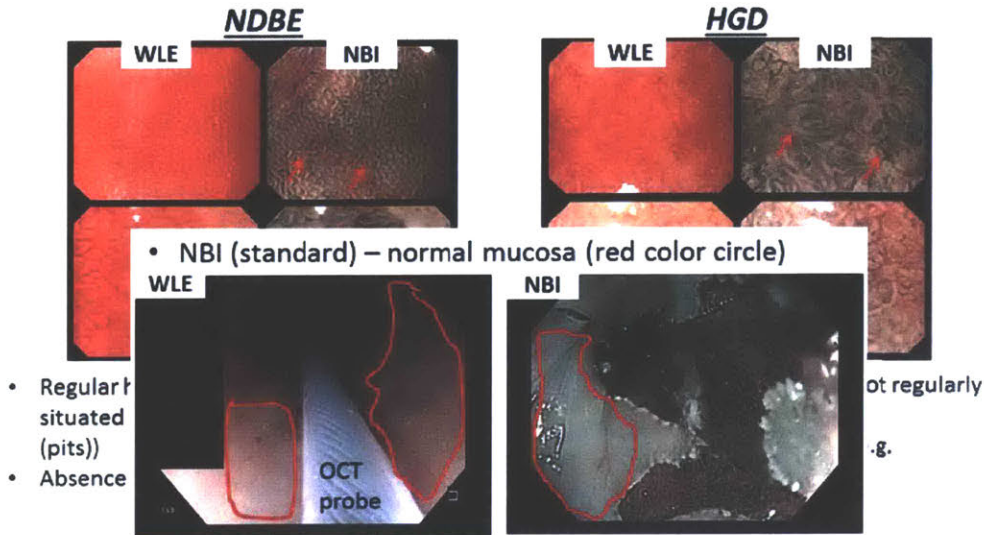 NDBE
HGD
WLE
NBI
WLE
NBI
• NBI (standard) – normal mucosa (red color circle)
WLE
NBI
OCT
probe
• Regular
situated
(pits))
• Absence
ot regularly
.g.